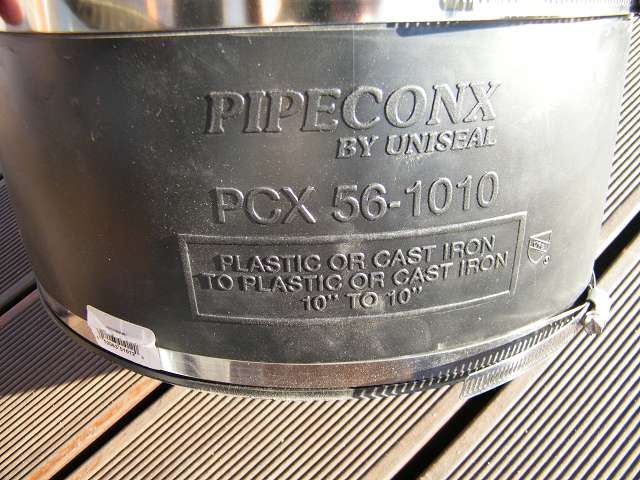 PIPECONX
BY UNISEAL
PCX 56-1010
PLASTIC OR CAST IRON
TO PLASTIC OR CAST IRON
10" TO 10"